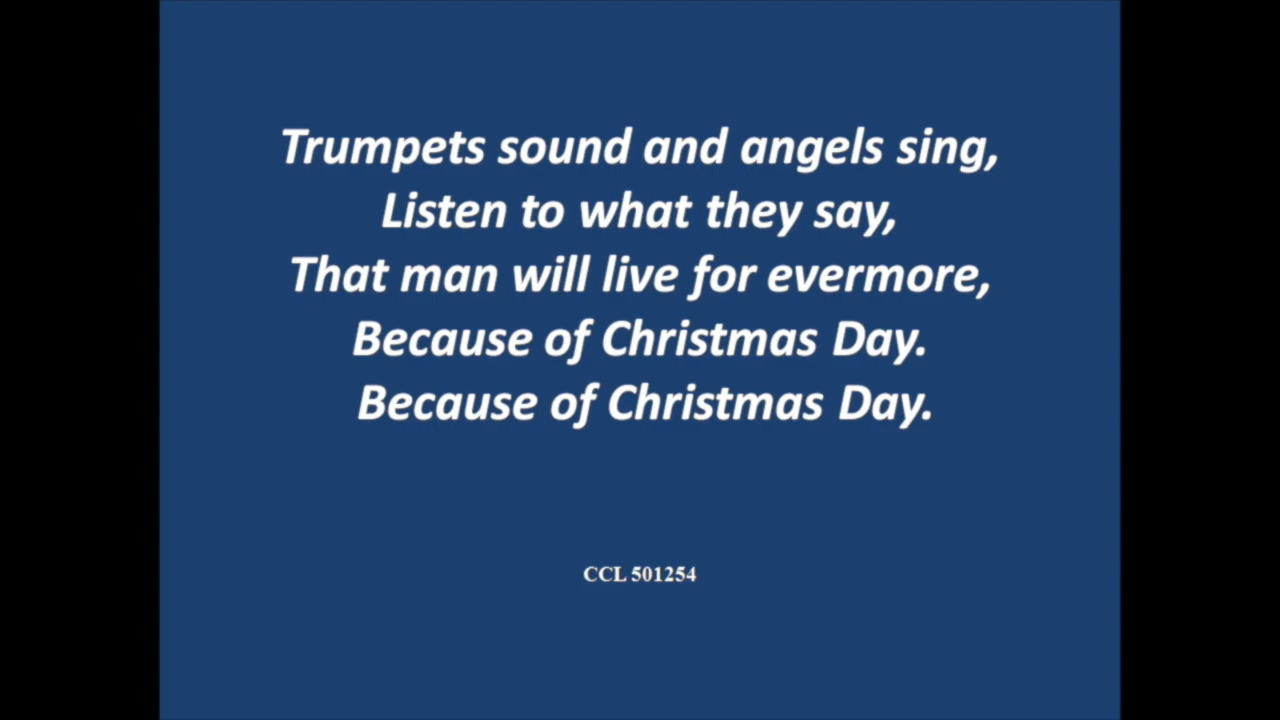 Trumpets sound and angels sing,
Listen to what they say,
That man will live for evermore,
Because of Christmas Day.
Because of Christmas Day.
CCL 501254